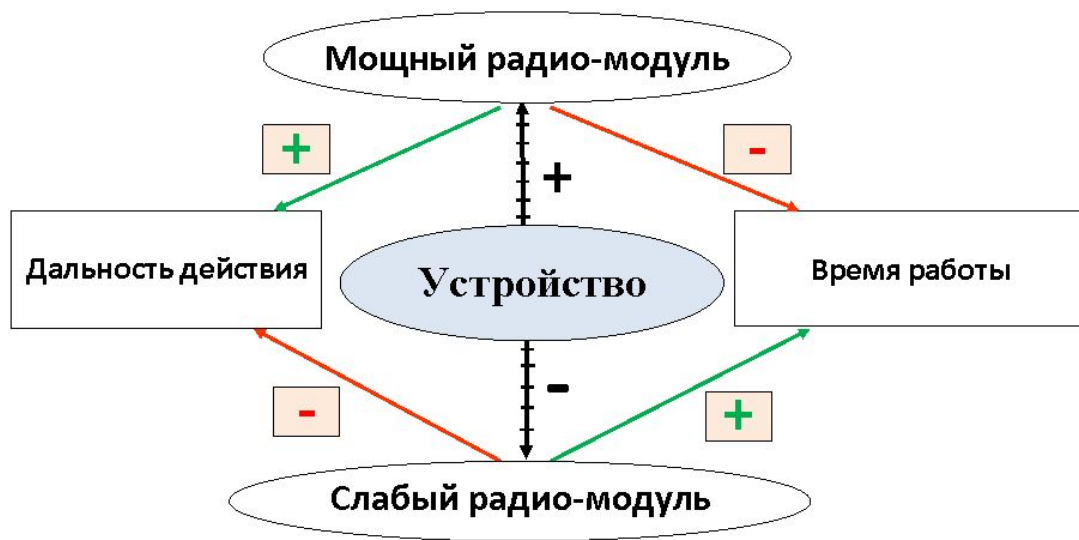 Мощный радио-модуль
+
-
+
Дальность действия
Устройство
Время работы
-
-
+
Слабый радио-модуль